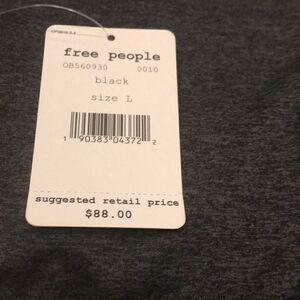 free people
OB560930 0010
black
size L
1 90383 04372 2
suggested retail price
$88.00